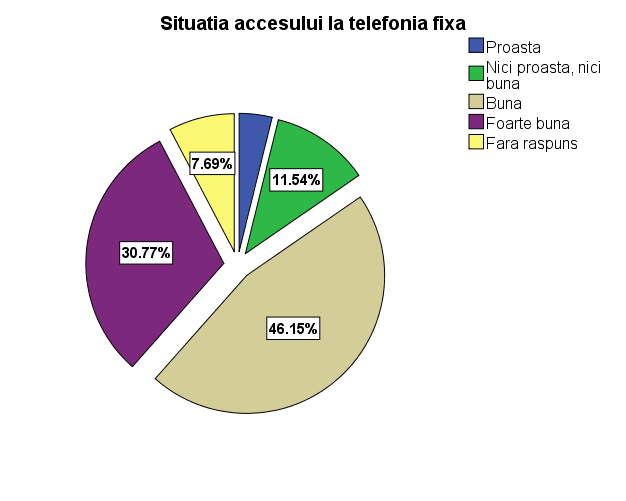 Situatia accesului la telefonia fixa
Proasta
Nici proasta, nici
buna
Buna
Foarte buna
Fara raspuns
7.69%
11.54%
30.77%
46.15%